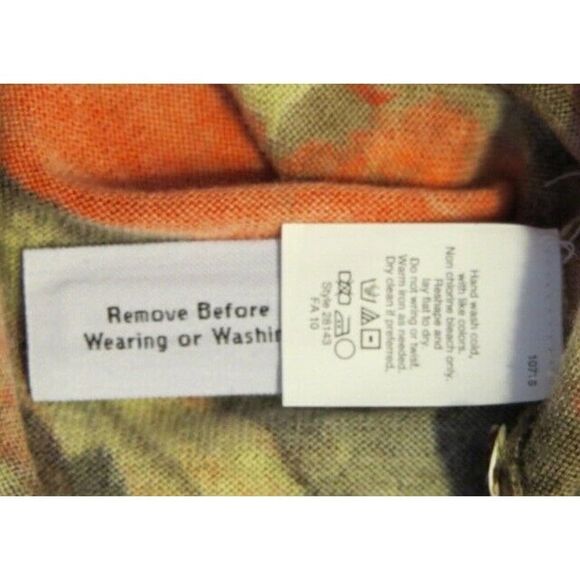 Remove Before
Wearing or Washin
Hand wash cold,
with like colors.
Non chlorine beach only.
Reshape and
lay flat to dry.
Do not wring or twist.
Warm iron as needed.
Dry clean if preferred.
Style 28143
FA 10
107: S